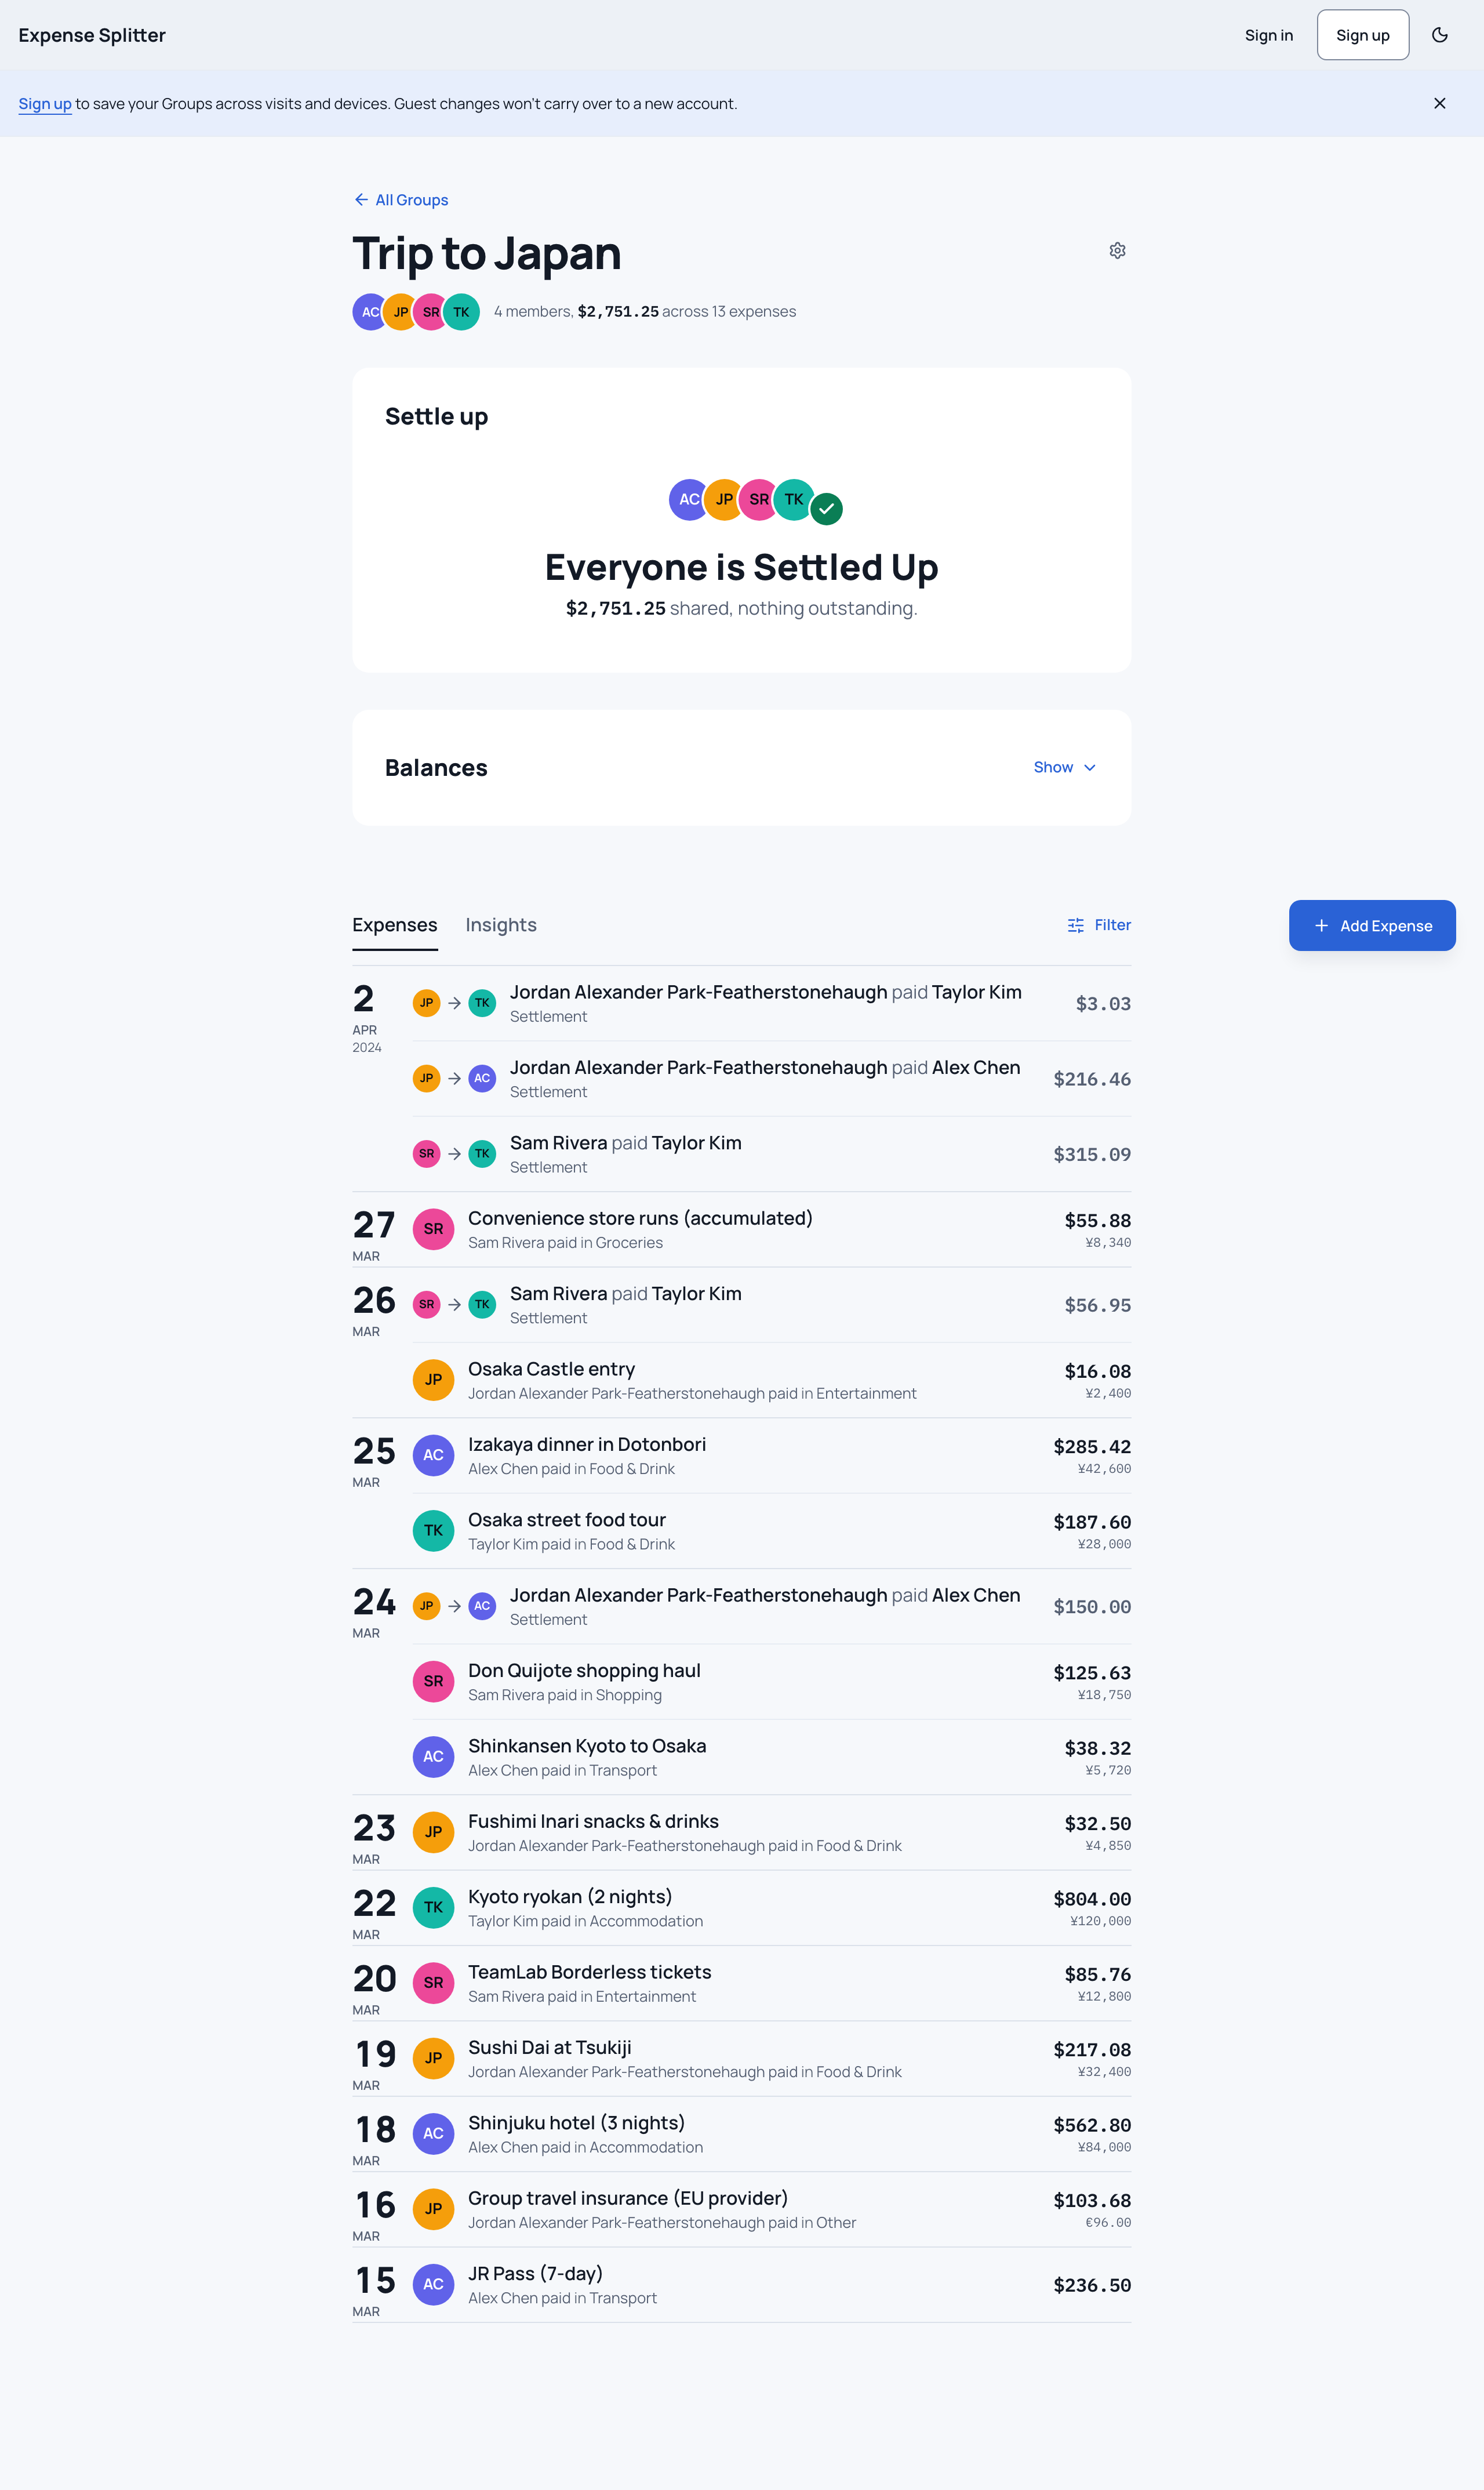 Expense Splitter
Sign in
Sign up
Sign up to save your Groups across visits and devices. Guest changes won't carry over to a new account.
All Groups
Trip to Japan
AC JP SR TK 4 members, $2,751.25 across 13 expenses
Settle up
AC JP SR TK
Everyone is Settled Up
$2,751.25 shared, nothing outstanding.
Balances
Show
Expenses
Insights
Filter
Add Expense
2
APR
2024
JP TK
Jordan Alexander Park-Featherstonehaugh paid Taylor Kim
Settlement
$3.03
JP AC
Jordan Alexander Park-Featherstonehaugh paid Alex Chen
Settlement
$216.46
SR TK
Sam Rivera paid Taylor Kim
Settlement
$315.09
27
MAR
SR
Convenience store runs (accumulated)
Sam Rivera paid in Groceries
$55.88
¥8,340
26
MAR
SR TK
Sam Rivera paid Taylor Kim
Settlement
$56.95
JP
Osaka Castle entry
Jordan Alexander Park-Featherstonehaugh paid in Entertainment
$16.08
¥2,400
25
MAR
AC
Izakaya dinner in Dotonbori
Alex Chen paid in Food & Drink
$285.42
¥42,600
TK
Osaka street food tour
Taylor Kim paid in Food & Drink
$187.60
¥28,000
24
MAR
JP AC
Jordan Alexander Park-Featherstonehaugh paid Alex Chen
Settlement
$150.00
SR
Don Quijote shopping haul
Sam Rivera paid in Shopping
$125.63
¥18,750
AC
Shinkansen Kyoto to Osaka
Alex Chen paid in Transport
$38.32
¥5,720
23
MAR
JP
Fushimi Inari snacks & drinks
Jordan Alexander Park-Featherstonehaugh paid in Food & Drink
$32.50
¥4,850
22
MAR
TK
Kyoto ryokan (2 nights)
Taylor Kim paid in Accommodation
$804.00
¥120,000
20
MAR
SR
TeamLab Borderless tickets
Sam Rivera paid in Entertainment
$85.76
¥12,800
19
MAR
JP
Sushi Dai at Tsukiji
Jordan Alexander Park-Featherstonehaugh paid in Food & Drink
$217.08
¥32,400
18
MAR
AC
Shinjuku hotel (3 nights)
Alex Chen paid in Accommodation
$562.80
¥84,000
16
MAR
JP
Group travel insurance (EU provider)
Jordan Alexander Park-Featherstonehaugh paid in Other
$103.68
€96.00
15
MAR
AC
JR Pass (7-day)
Alex Chen paid in Transport
$236.50